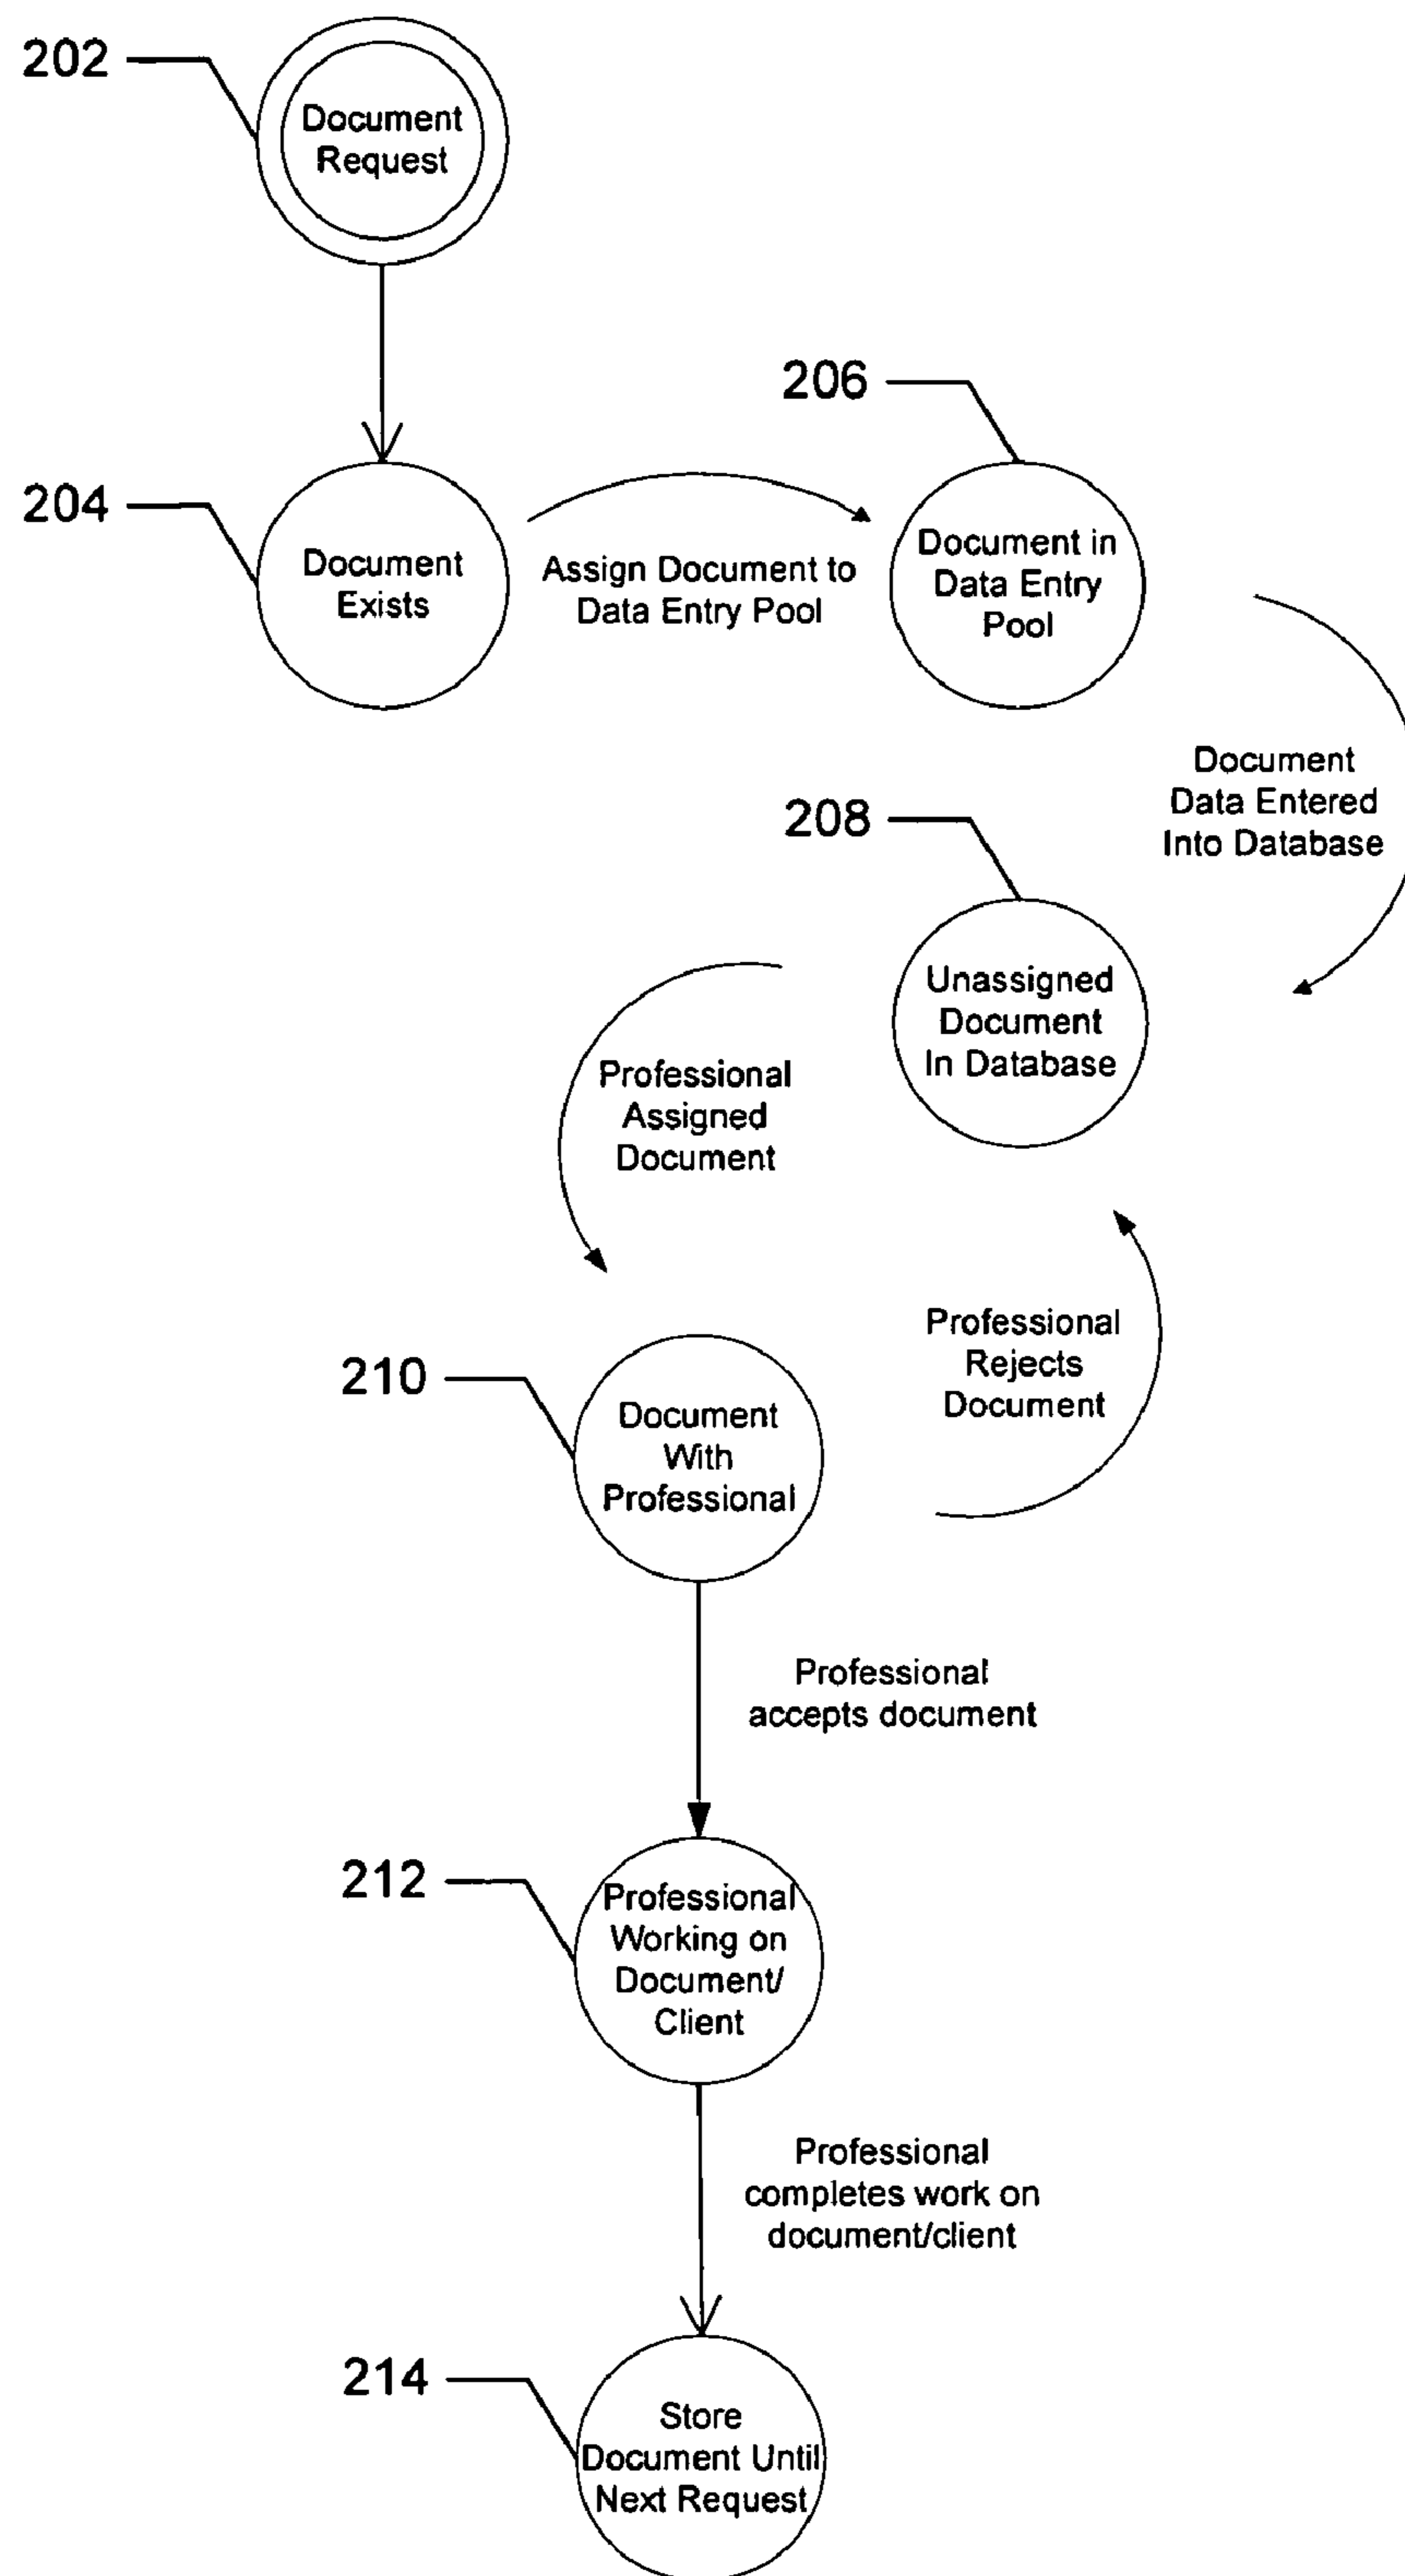 202
Document
Request
206
204
Document
Exists
Assign Document to
Data Entry Pool
Document in
Data Entry
Pool
Document
Data Entered
Into Database
208
Unassigned
Document
In Database
Professional
Assigned
Document
Professional
Rejects
Document
210
Document
With
Professional
Professional
accepts document
212
Professional
Working on
Document/
Client
Professional
completes work on
document/client
214
Store
Document Until
Next Request